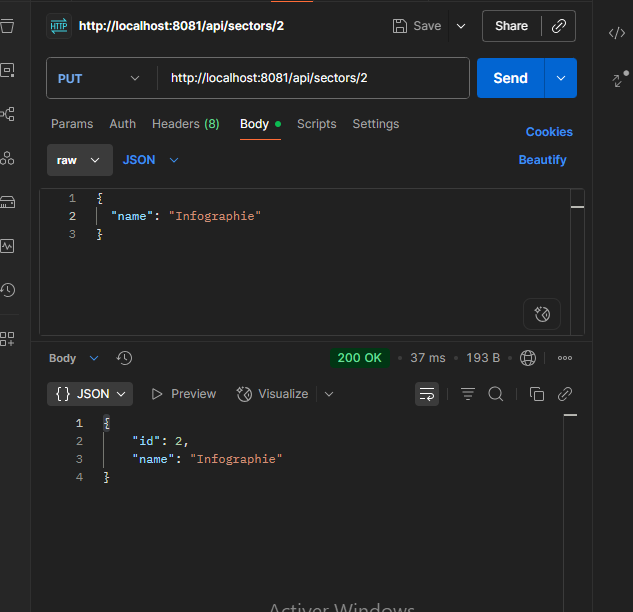 HTTP http://localhost:8081/api/sectors/2 Save Share
PUT http://localhost:8081/api/sectors/2 Send
Params Auth Headers (8) Body Scripts Settings Cookies
raw JSON Beautify
1 {
2 "name": "Infographie"
3 }
Body 200 OK 37 ms 193 B
{} JSON Preview Visualize
1 {
2 "id": 2,
3 "name": "Infographie"
4 }
Activer Windows